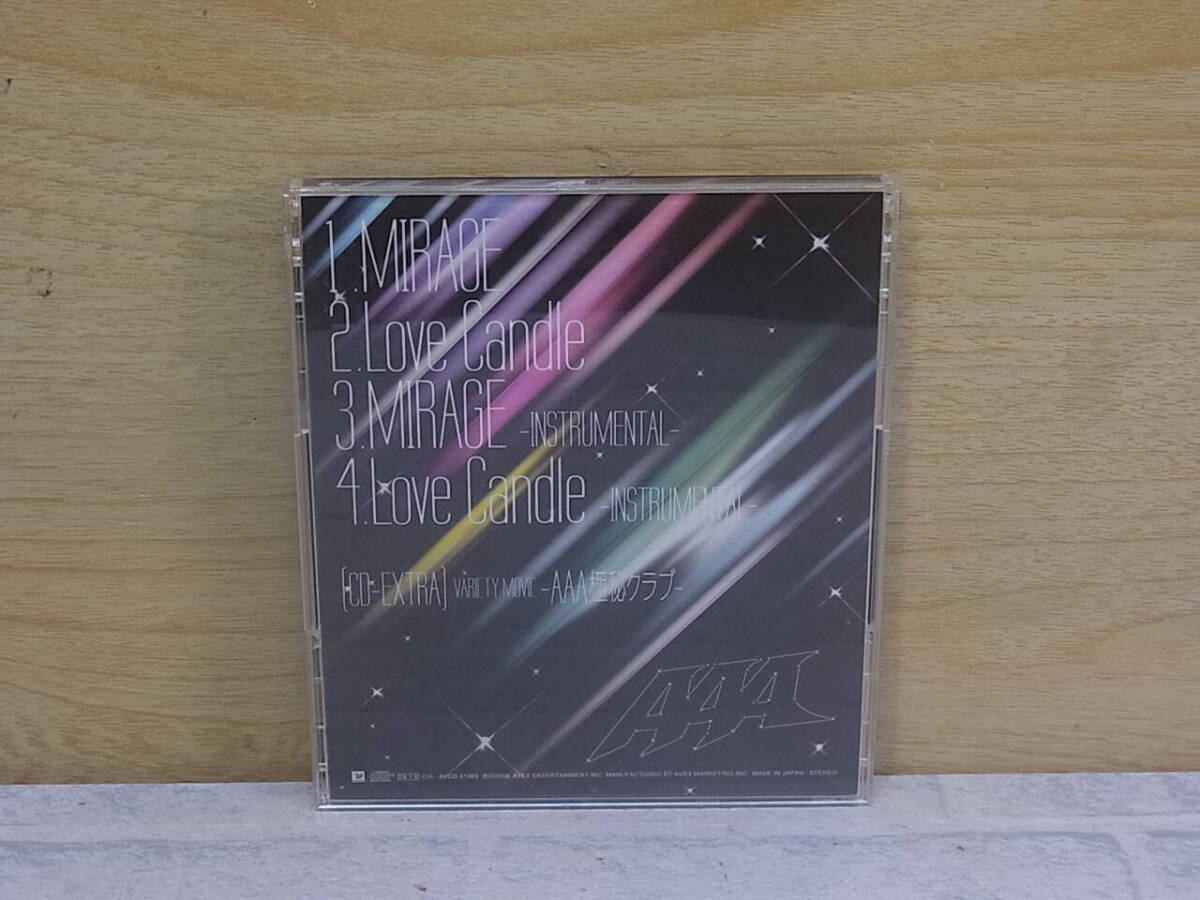 1.MIRAGE
2.Love Candle
3.MIRAGE -INSTRUMENTAL-
4.Love Candle -INSTRUMENTAL-
[CD-EXTRA] VARIETY MOVIE -AAA極秘クラブ-
AAA
AVEX ENTERTAINMENT INC. MANUFACTURED BY AVEX MARKETING INC. MADE IN JAPAN STEREO